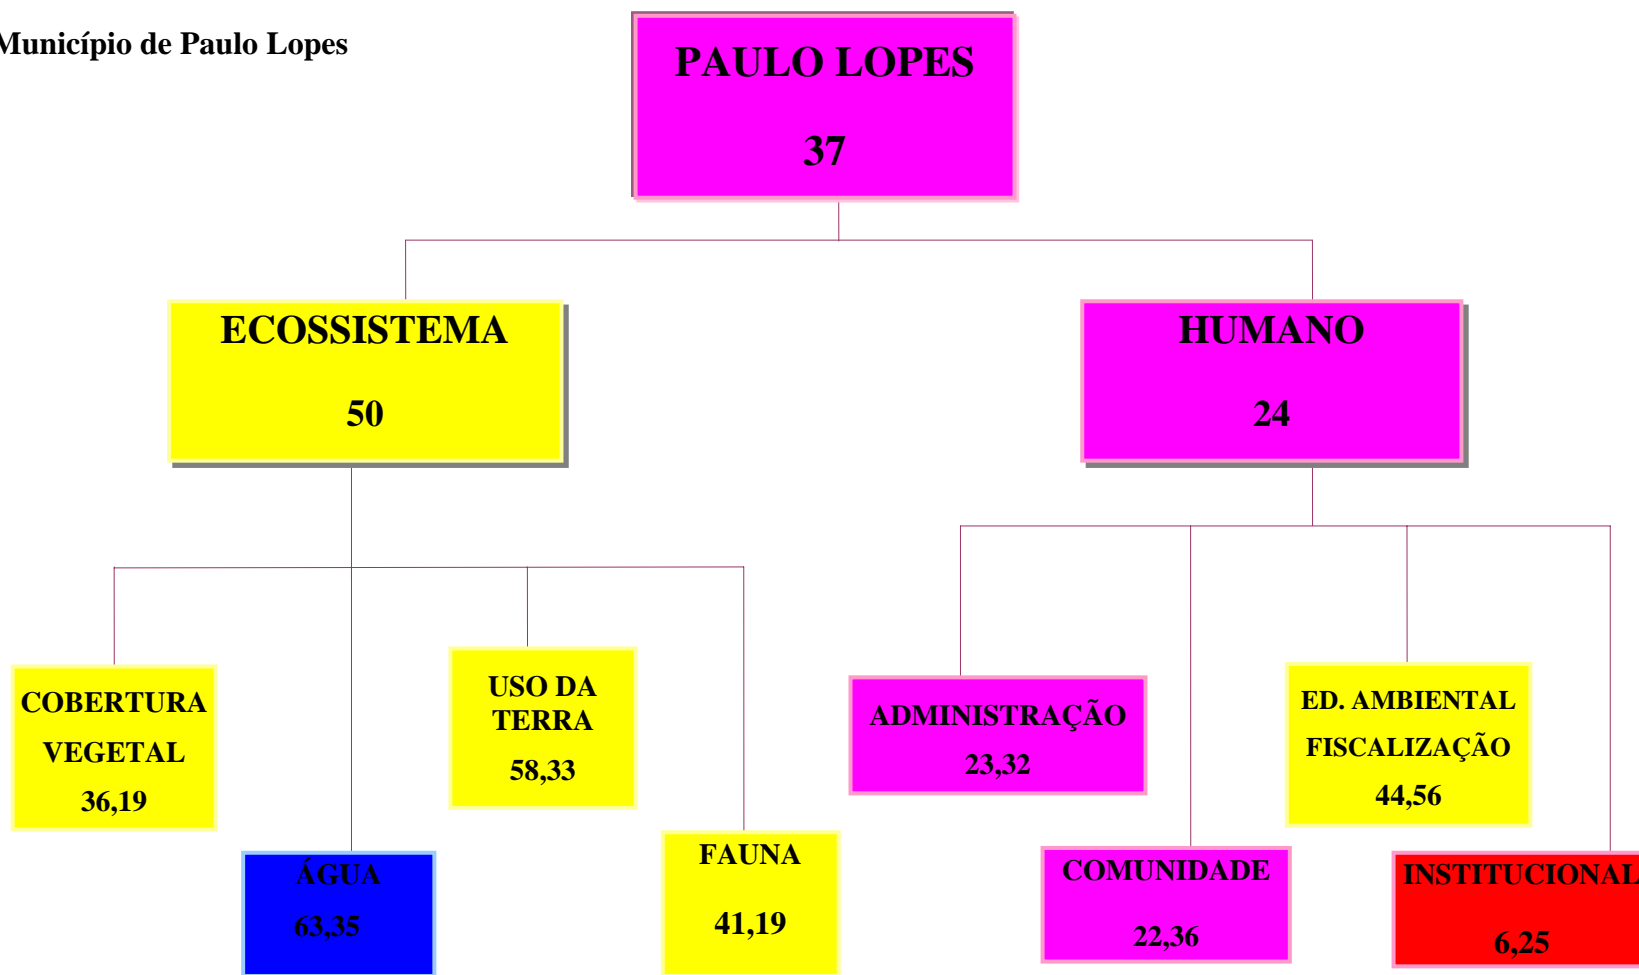 Município de Paulo Lopes
PAULO LOPES
37
ECOSSISTEMA
50
HUMANO
24
COBERTURA
VEGETAL
36,19
ÁGUA
63,35
USO DA
TERRA
58,33
FAUNA
41,19
ADMINISTRAÇÃO
23,32
COMUNIDADE
22,36
ED. AMBIENTAL
FISCALIZAÇÃO
44,56
INSTITUCIONAL
6,25